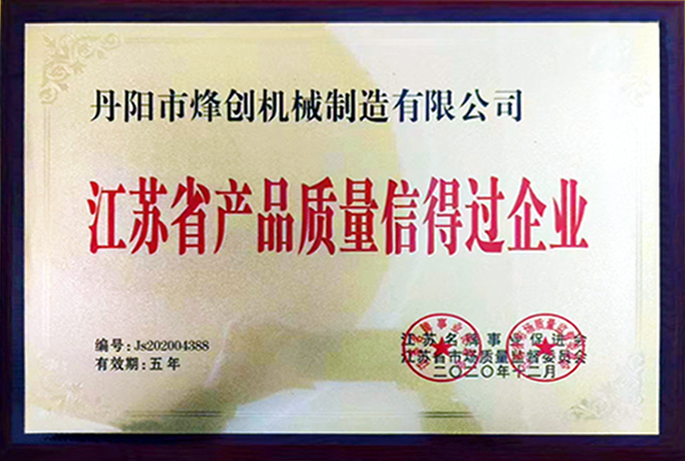 丹阳市烽创机械制造有限公司
江苏省产品质量信得过企业
编号:Js202004388
有效期:五年
江苏名牌事业促进会
江苏省市场质量监督委员会
二〇二〇年十二月